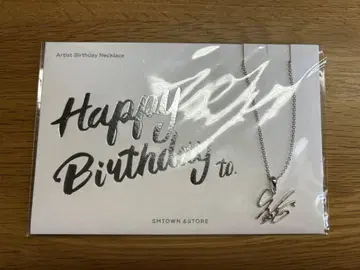 Artist Birthday Necklace
Happy
Birthday to.
SMTOWN &STORE